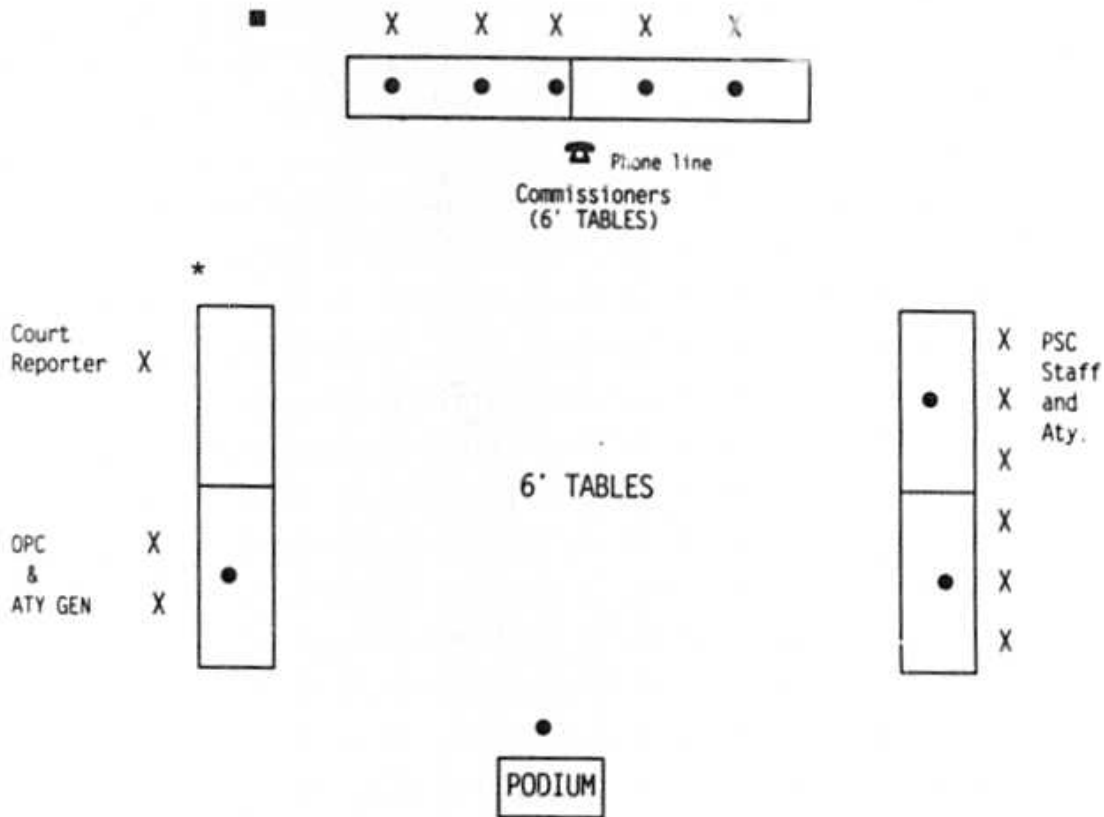 X X X X X
Phone line
Commissioners
(6' TABLES)
*
Court
Reporter X
X PSC
Staff
X and
Aty.
X
6' TABLES
X
OPC X
&
ATY GEN X
X
X
PODIUM